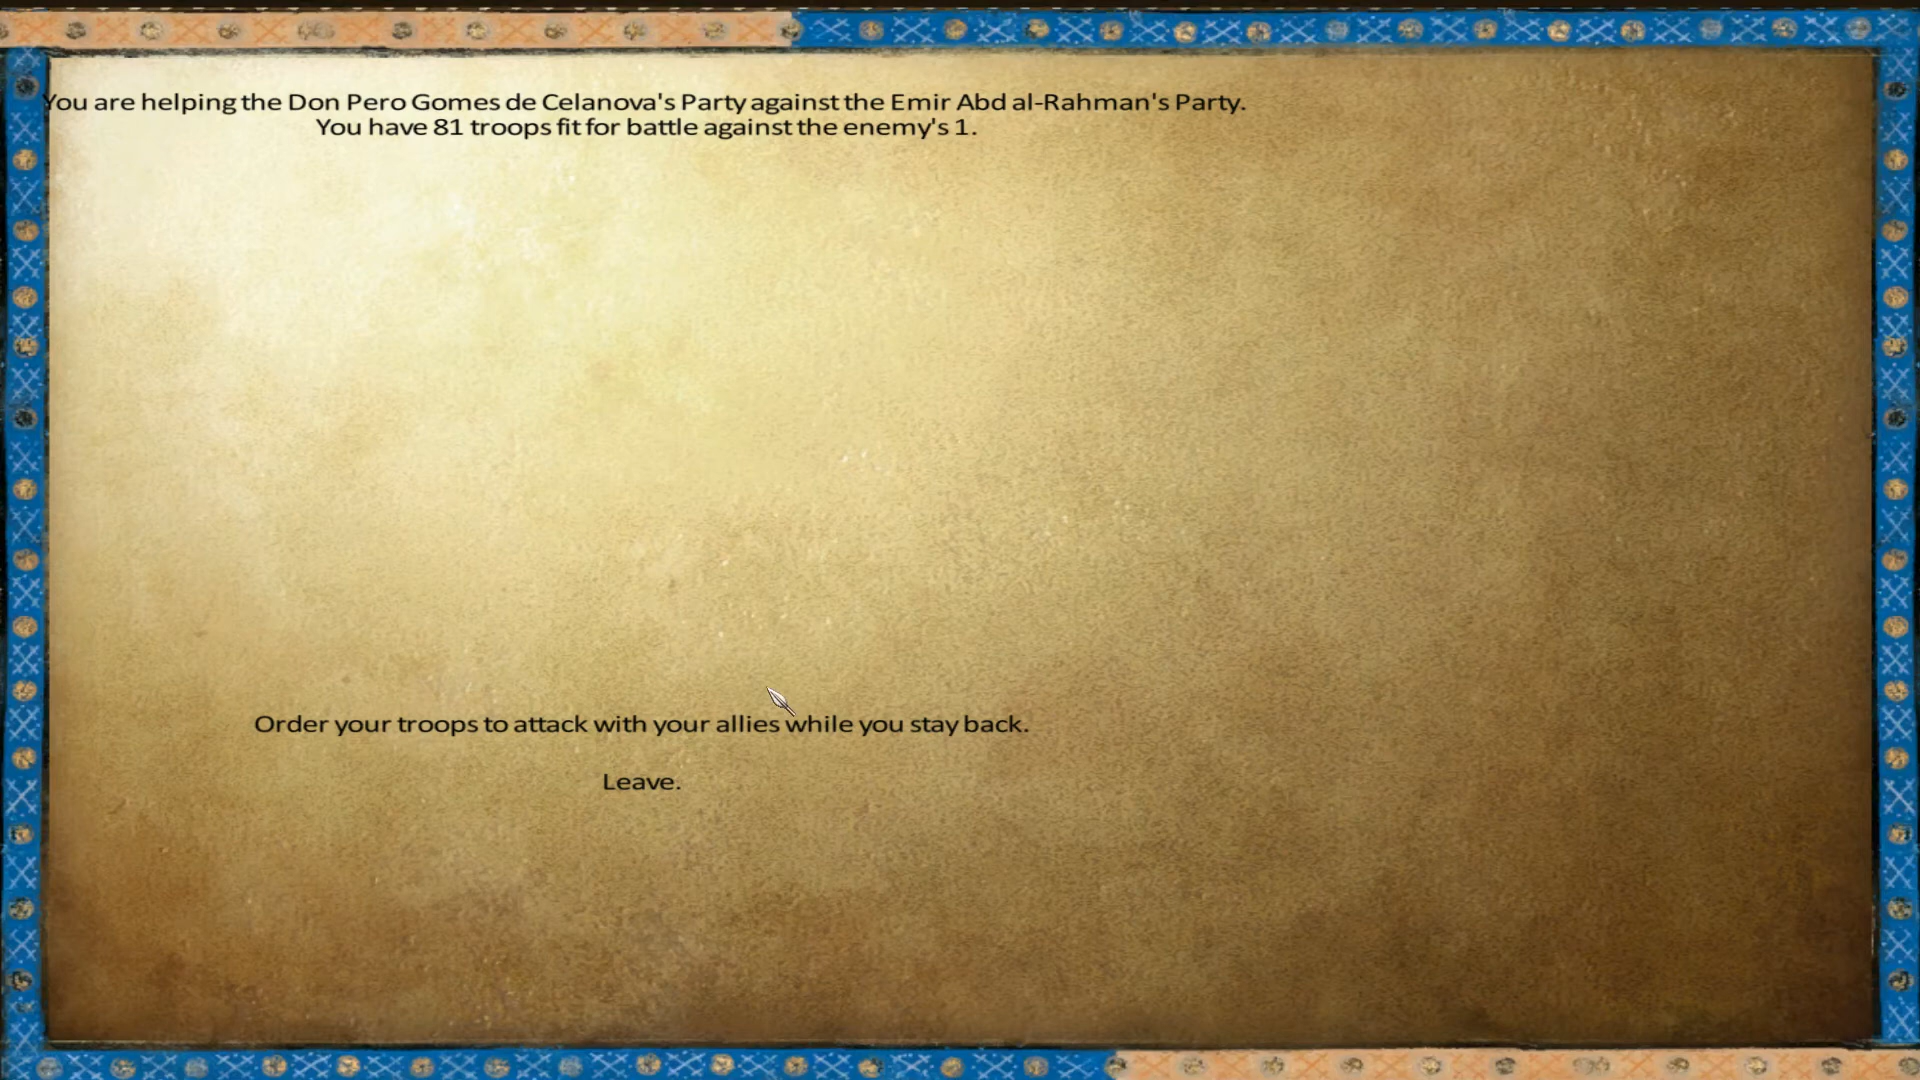 You are helping the Don Pero Gomes de Celanova's Party against the Emir Abd al-Rahman's Party.
You have 81 troops fit for battle against the enemy's 1.
Order your troops to attack with your allies while you stay back.
Leave.